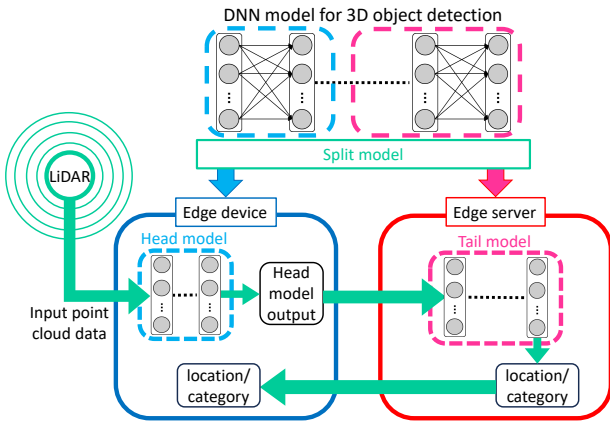 DNN model for 3D object detection
Split model
LiDAR
Edge device
Edge server
Head model
Tail model
Head
model
output
Input point
cloud data
location/
category
location/
category